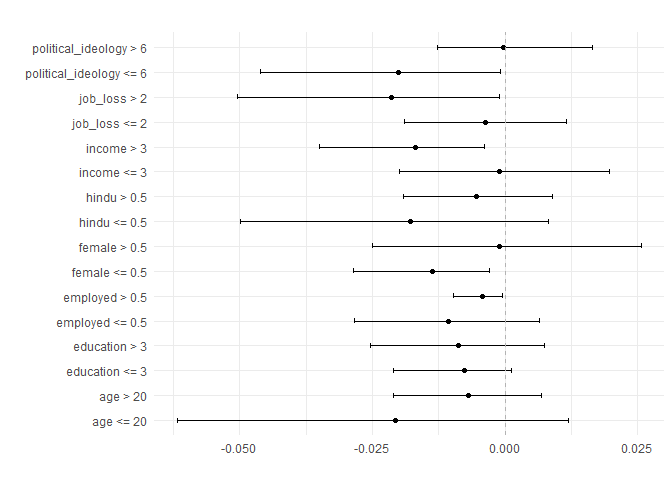 political_ideology > 6
political_ideology <= 6
job_loss > 2
job_loss <= 2
income > 3
income <= 3
hindu > 0.5
hindu <= 0.5
female > 0.5
female <= 0.5
employed > 0.5
employed <= 0.5
education > 3
education <= 3
age > 20
age <= 20
-0.050 -0.025 0.000 0.025